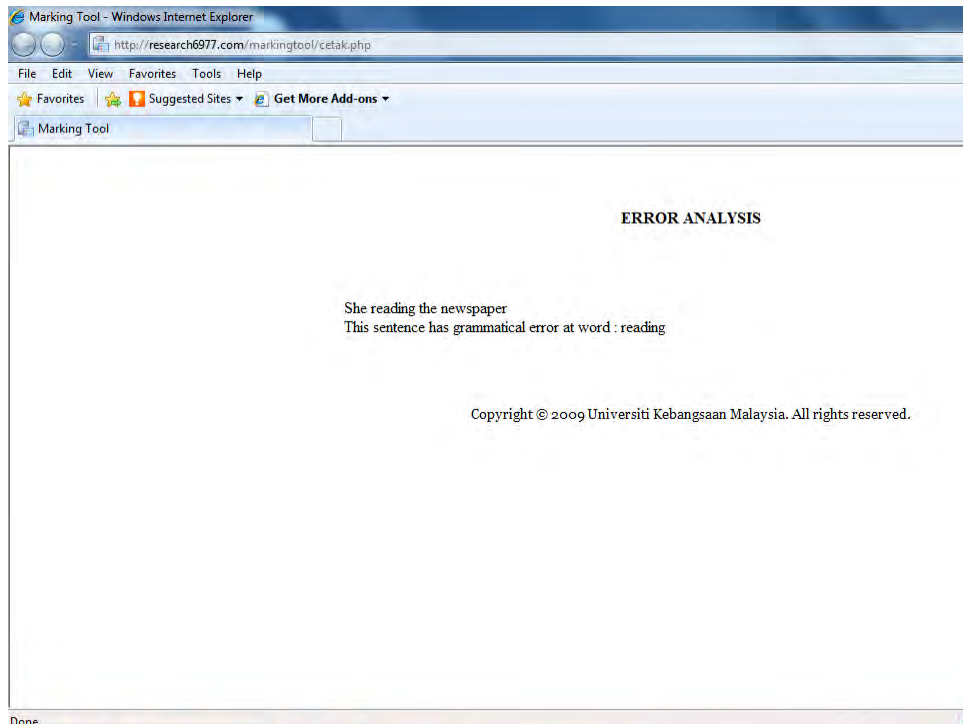 Marking Tool - Windows Internet Explorer
http://research6977.com/markingtool/cetak.php
File Edit View Favorites Tools Help
Favorites Suggested Sites Get More Add-ons
Marking Tool
ERROR ANALYSIS
She reading the newspaper
This sentence has grammatical error at word : reading
Copyright © 2009 Universiti Kebangsaan Malaysia. All rights reserved.
Done